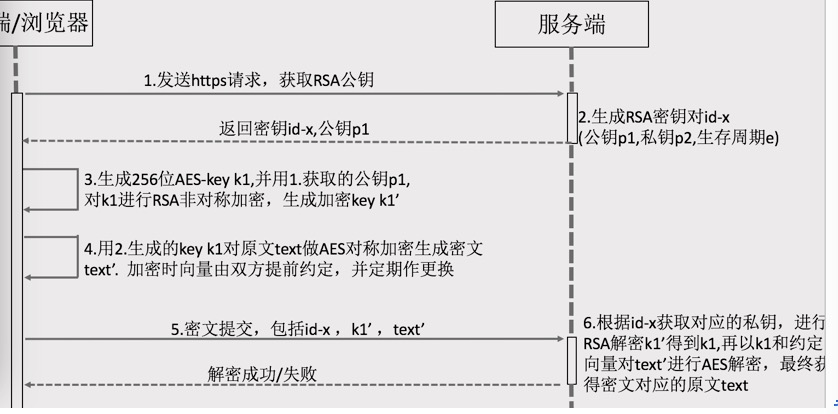 端/浏览器
服务端
1.发送https请求，获取RSA公钥
2.生成RSA密钥对id-x
(公钥p1,私钥p2,生存周期e)
返回密钥id-x,公钥p1
3.生成256位AES-key k1,并用1.获取的公钥p1,
对k1进行RSA非对称加密，生成加密key k1’
4.用2.生成的key k1对原文text做AES对称加密生成密文
text’. 加密时向量由双方提前约定，并定期作更换
5.密文提交，包括id-x ，k1’ ，text’
6.根据id-x获取对应的私钥，进行
RSA解密k1’得到k1,再以k1和约定
向量对text’进行AES解密，最终获
得密文对应的原文text
解密成功/失败